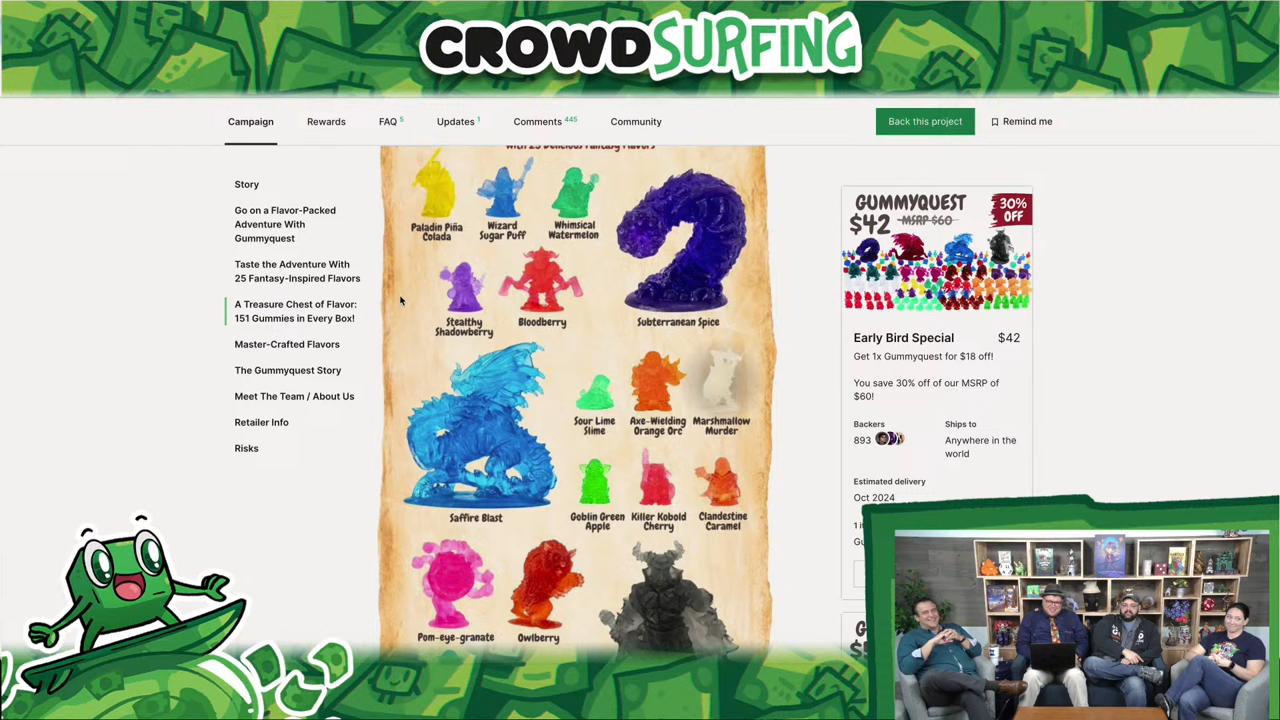 CROWDSURFING
Campaign
Rewards
FAQ 5
Updates 1
Comments 445
Community
Back this project
Remind me
Story
Go on a Flavor-Packed
Adventure With
Gummyquest
Taste the Adventure With
25 Fantasy-Inspired Flavors
A Treasure Chest of Flavor:
151 Gummies in Every Box!
Master-Crafted Flavors
The Gummyquest Story
Meet The Team / About Us
Retailer Info
Risks
with 25 Delicious Fantasy Flavors
Paladin Piña
Colada
Wizard
Sugar Puff
Whimsical
Watermelon
Stealthy
Shadowberry
Bloodberry
Subterranean Spice
Saffire Blast
Sour Lime
Slime
Axe-Wielding
Orange Orc
Marshmallow
Murder
Goblin Green
Apple
Killer Kobold
Cherry
Clandestine
Caramel
Pom-eye-granate
Owlberry
GUMMYQUEST
$42 MSRP $60
30%
OFF
Early Bird Special $42
Get 1x Gummyquest for $18 off!
You save 30% off of our MSRP of
$60!
Backers
893
Ships to
Anywhere in the
world
Estimated delivery
Oct 2024